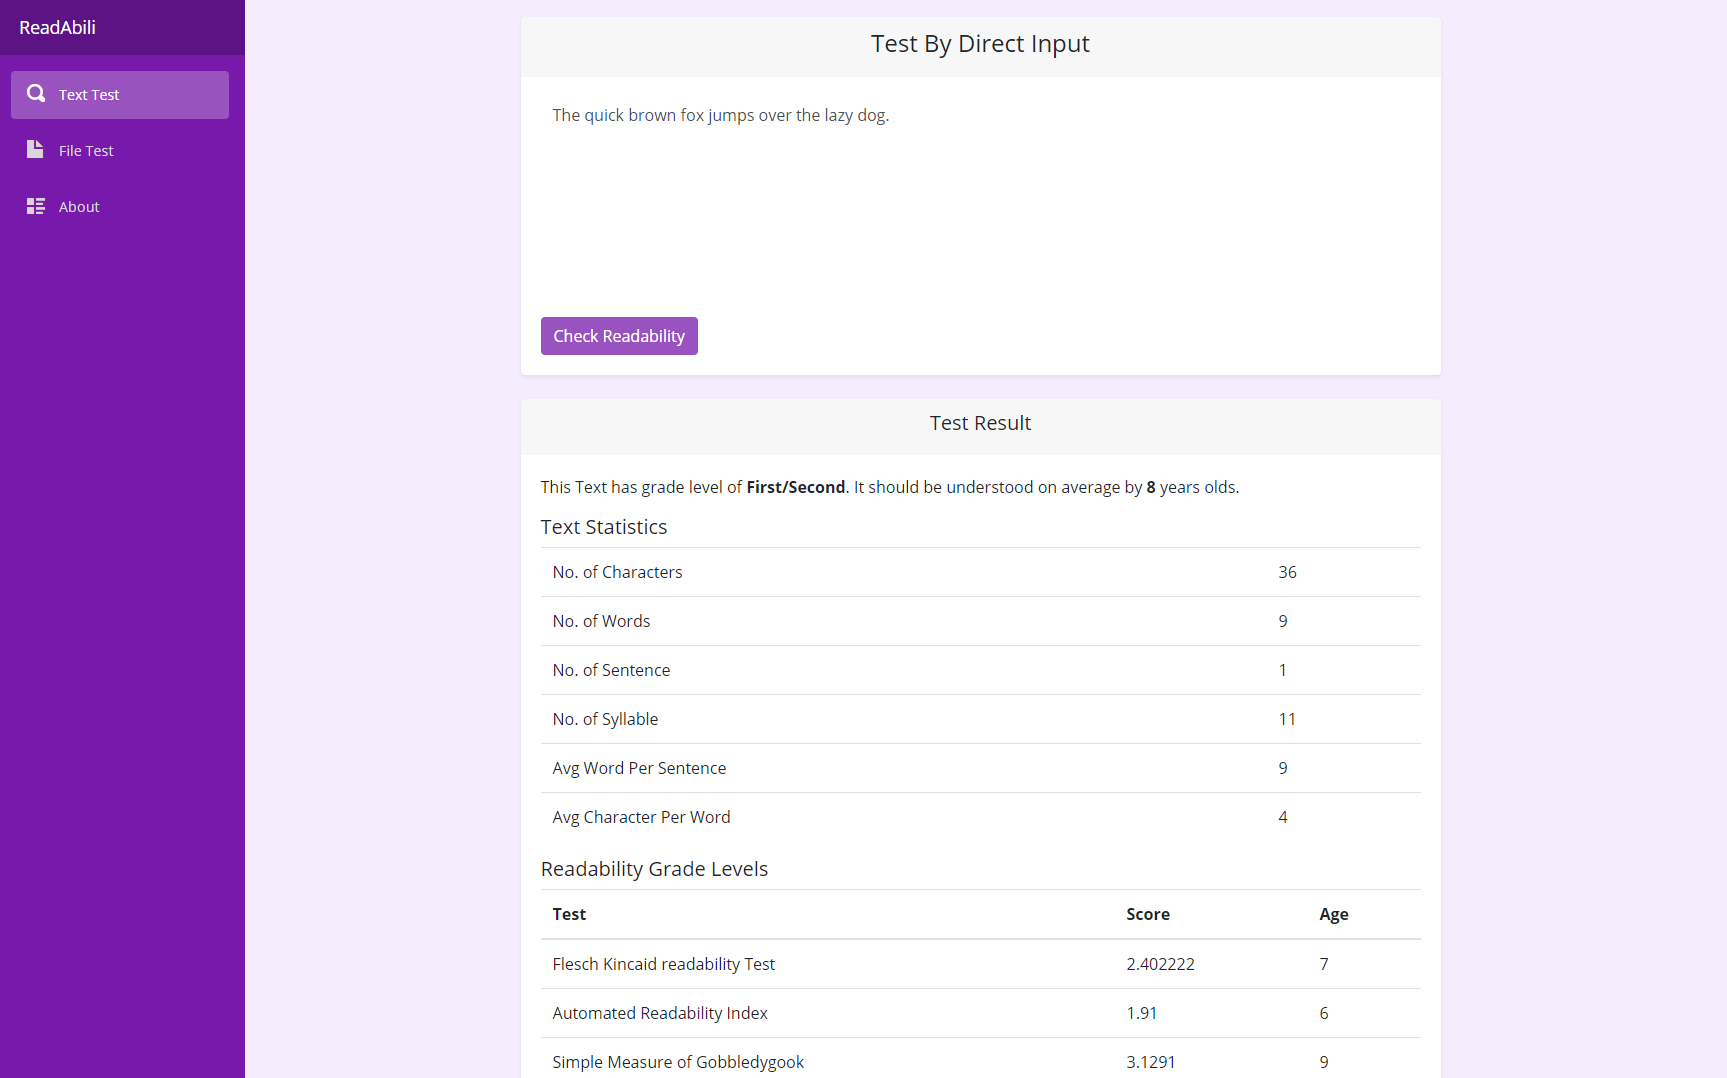 ReadAbili
Text Test
File Test
About
Test By Direct Input
The quick brown fox jumps over the lazy dog.
Check Readability
Test Result
This Text has grade level of First/Second. It should be understood on average by 8 years olds.
Text Statistics
No. of Characters 36
No. of Words 9
No. of Sentence 1
No. of Syllable 11
Avg Word Per Sentence 9
Avg Character Per Word 4
Readability Grade Levels
Test Score Age
Flesch Kincaid readability Test 2.402222 7
Automated Readability Index 1.91 6
Simple Measure of Gobbledygook 3.1291 9